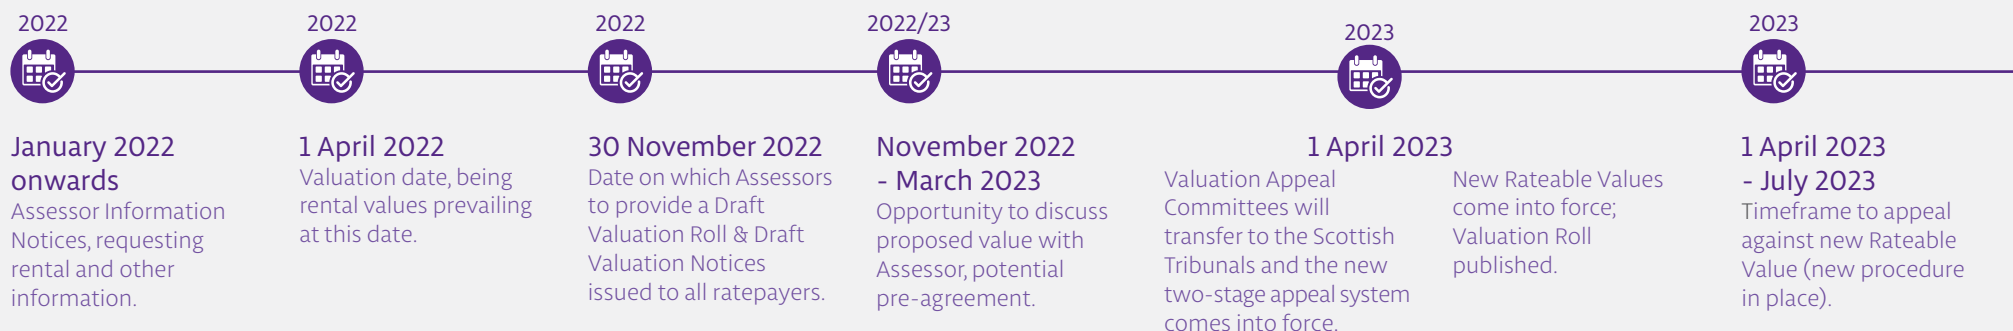 2022
January 2022
onwards
Assessor Information
Notices, requesting
rental and other
information.
2022
1 April 2022
Valuation date, being
rental values prevailing
at this date.
2022
30 November 2022
Date on which Assessors
to provide a Draft
Valuation Roll & Draft
Valuation Notices
issued to all ratepayers.
2022/23
November 2022
- March 2023
Opportunity to discuss
proposed value with
Assessor, potential
pre-agreement.
2023
1 April 2023
Valuation Appeal
Committees will
transfer to the Scottish
Tribunals and the new
two-stage appeal system
comes into force.
New Rateable Values
come into force;
Valuation Roll
published.
2023
1 April 2023
- July 2023
Timeframe to appeal
against new Rateable
Value (new procedure
in place).